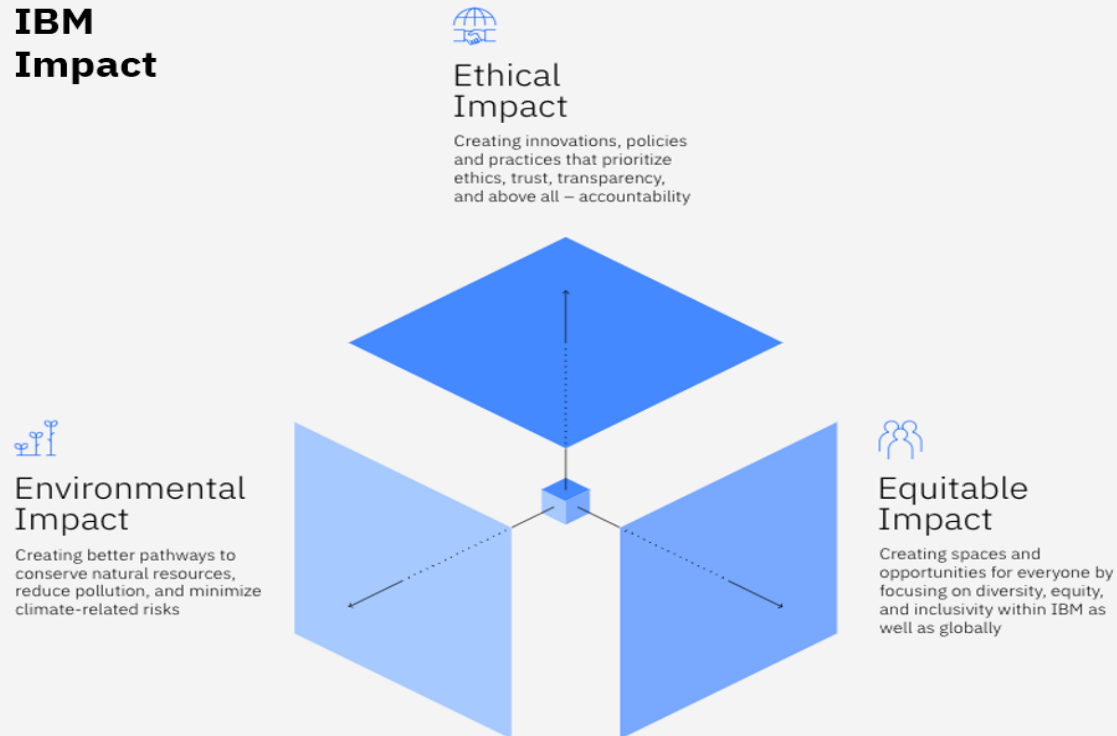 IBM
Impact
Ethical
Impact
Creating innovations, policies
and practices that prioritize
ethics, trust, transparency,
and above all – accountability
Environmental
Impact
Creating better pathways to
conserve natural resources,
reduce pollution, and minimize
climate-related risks
Equitable
Impact
Creating spaces and
opportunities for everyone by
focusing on diversity, equity,
and inclusivity within IBM as
well as globally